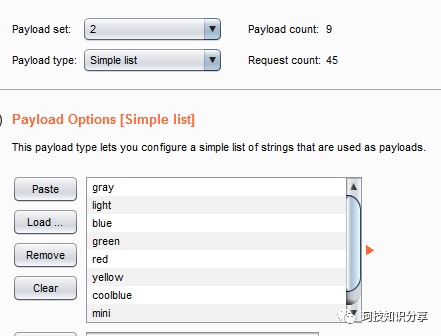 Payload set: 2 Payload count: 9
Payload type: Simple list Request count: 45
Payload Options [Simple list]
This payload type lets you configure a simple list of strings that are used as payloads.
Paste
Load ...
Remove
Clear
gray
light
blue
green
red
yellow
coolblue
mini
阿技知识分享